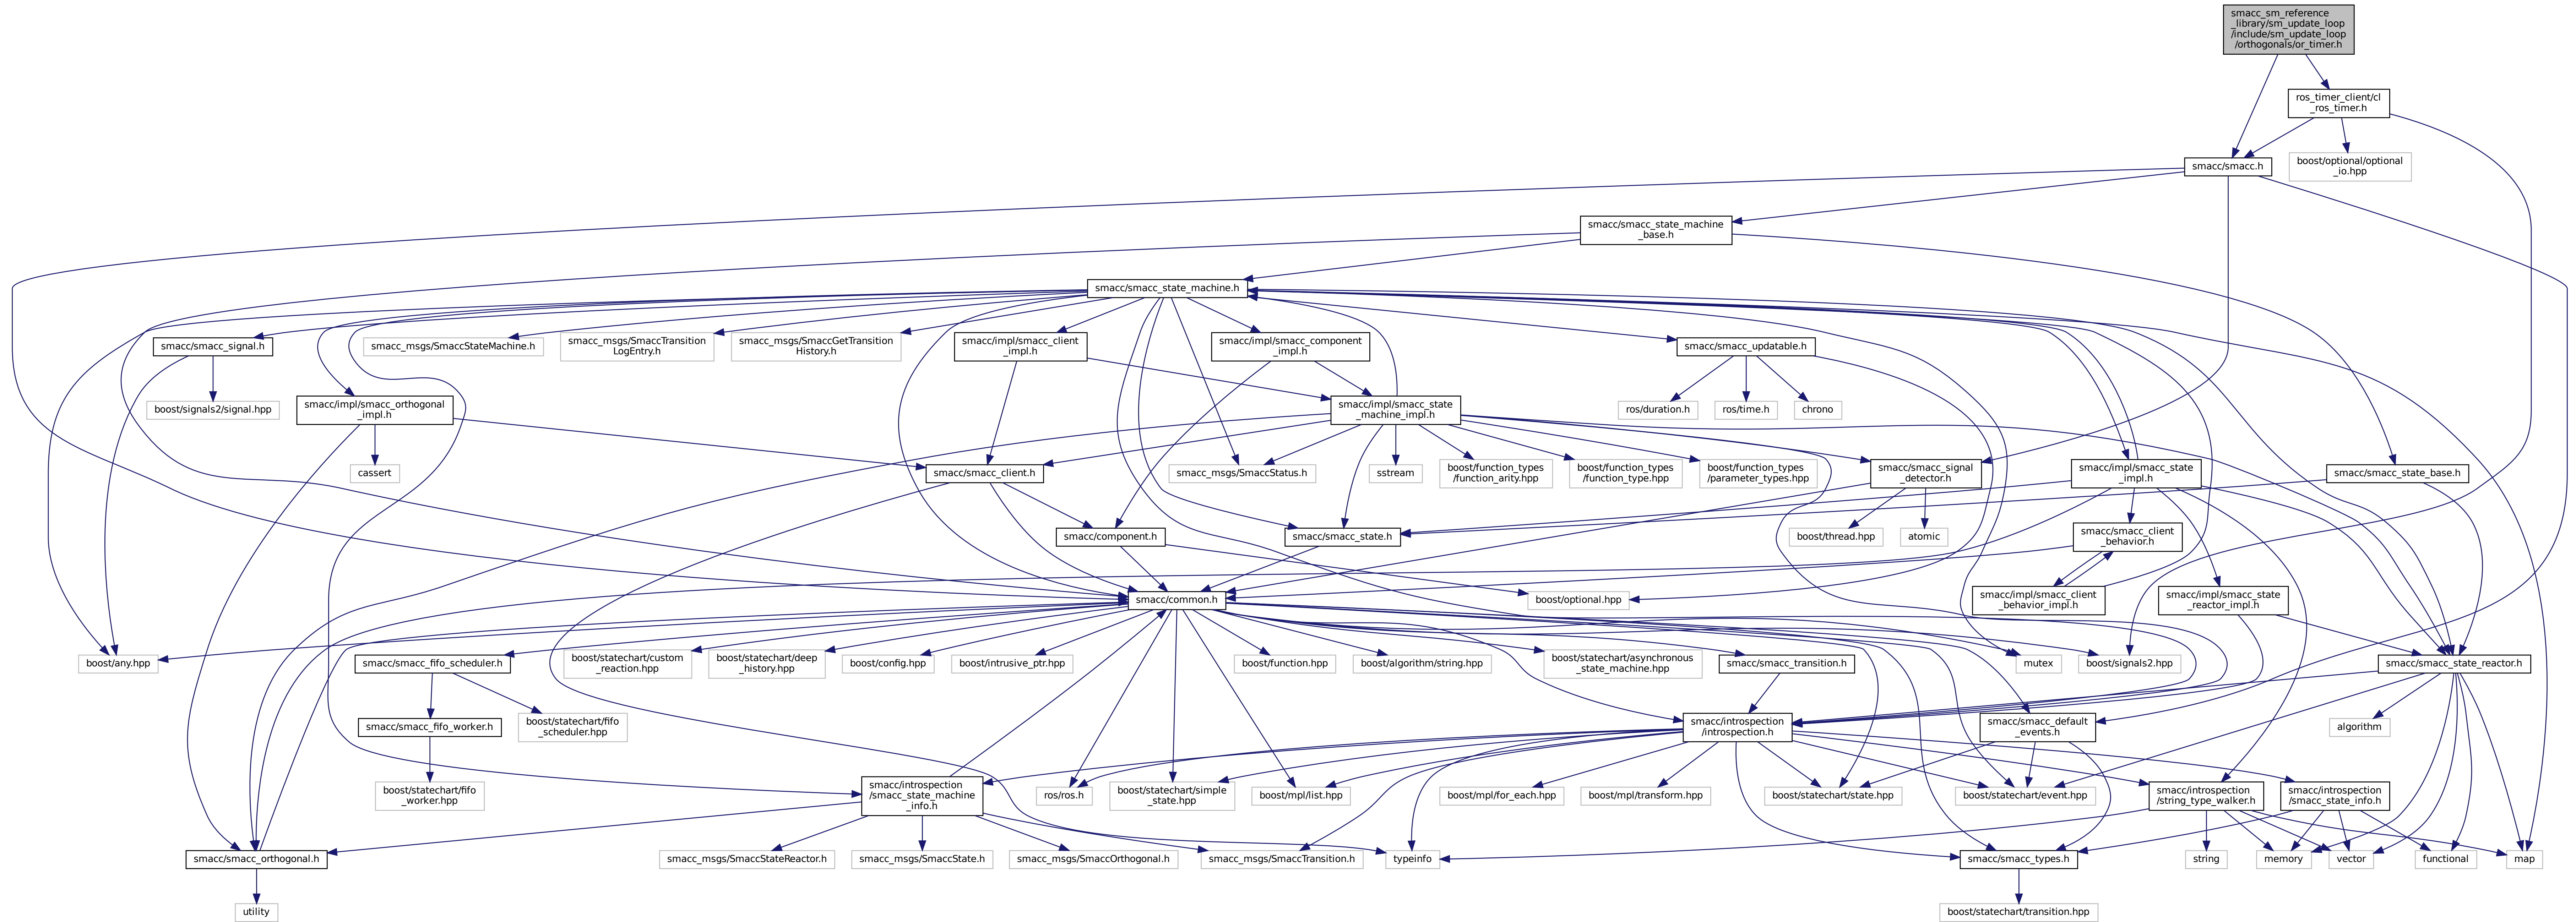 smacc_sm_reference
_library/sm_update_loop
/include/sm_update_loop
/orthogonals/or_timer.h
ros_timer_client/cl
_ros_timer.h
smacc/smacc.h
boost/optional/optional
_io.hpp
smacc/smacc_state_machine
_base.h
smacc/smacc_state_machine.h
smacc/smacc_signal.h
smacc_msgs/SmaccStateMachine.h
smacc_msgs/SmaccTransition
LogEntry.h
smacc_msgs/SmaccGetTransition
History.h
smacc/impl/smacc_client
_impl.h
smacc/impl/smacc_component
_impl.h
smacc/smacc_updatable.h
boost/signals2/signal.hpp
smacc/impl/smacc_orthogonal
_impl.h
smacc/impl/smacc_state
_machine_impl.h
ros/duration.h
ros/time.h
chrono
cassert
smacc/smacc_client.h
smacc_msgs/SmaccStatus.h
sstream
boost/function_types
/function_arity.hpp
boost/function_types
/function_type.hpp
boost/function_types
/parameter_types.hpp
smacc/smacc_signal
_detector.h
smacc/impl/smacc_state
_impl.h
smacc/smacc_state_base.h
smacc/component.h
smacc/smacc_state.h
boost/thread.hpp
atomic
smacc/smacc_client
_behavior.h
smacc/common.h
boost/optional.hpp
smacc/impl/smacc_client
_behavior_impl.h
smacc/impl/smacc_state
_reactor_impl.h
boost/any.hpp
smacc/smacc_fifo_scheduler.h
boost/statechart/custom
_reaction.hpp
boost/statechart/deep
_history.hpp
boost/config.hpp
boost/intrusive_ptr.hpp
boost/function.hpp
boost/algorithm/string.hpp
boost/statechart/asynchronous
_state_machine.hpp
smacc/smacc_transition.h
mutex
boost/signals2.hpp
smacc/smacc_state_reactor.h
smacc/smacc_fifo_worker.h
boost/statechart/fifo
_scheduler.hpp
smacc/introspection
/introspection.h
smacc/smacc_default
_events.h
algorithm
boost/statechart/fifo
_worker.hpp
smacc/introspection
/smacc_state_machine
_info.h
ros/ros.h
boost/statechart/simple
_state.hpp
boost/mpl/list.hpp
boost/mpl/for_each.hpp
boost/mpl/transform.hpp
boost/statechart/state.hpp
boost/statechart/event.hpp
smacc/introspection
/string_type_walker.h
smacc/introspection
/smacc_state_info.h
smacc/smacc_orthogonal.h
smacc_msgs/SmaccStateReactor.h
smacc_msgs/SmaccState.h
smacc_msgs/SmaccOrthogonal.h
smacc_msgs/SmaccTransition.h
typeinfo
smacc/smacc_types.h
string
memory
vector
functional
map
utility
boost/statechart/transition.hpp